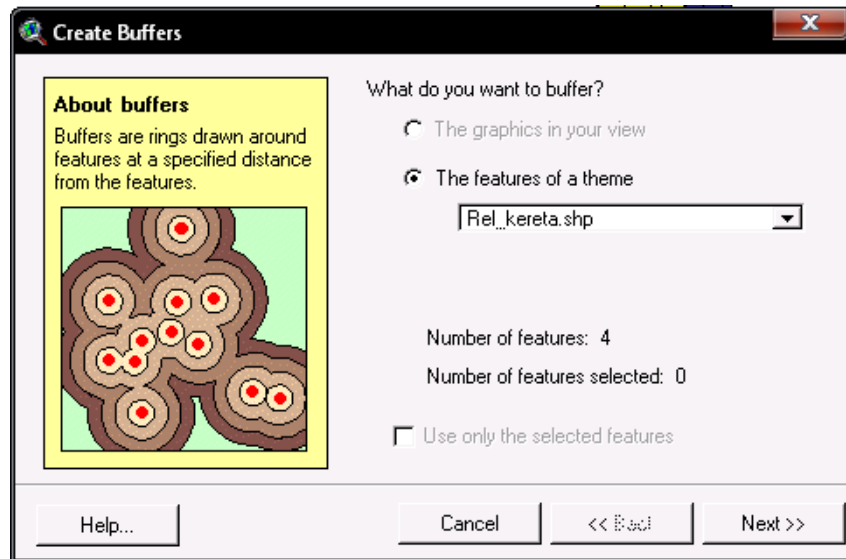 Create Buffers
X
About buffers
Buffers are rings drawn around
features at a specified distance
from the features.
What do you want to buffer?
The graphics in your view
The features of a theme
Rel_kereta.shp
Number of features: 4
Number of features selected: 0
Use only the selected features
Help...
Cancel
<< Back
Next >>